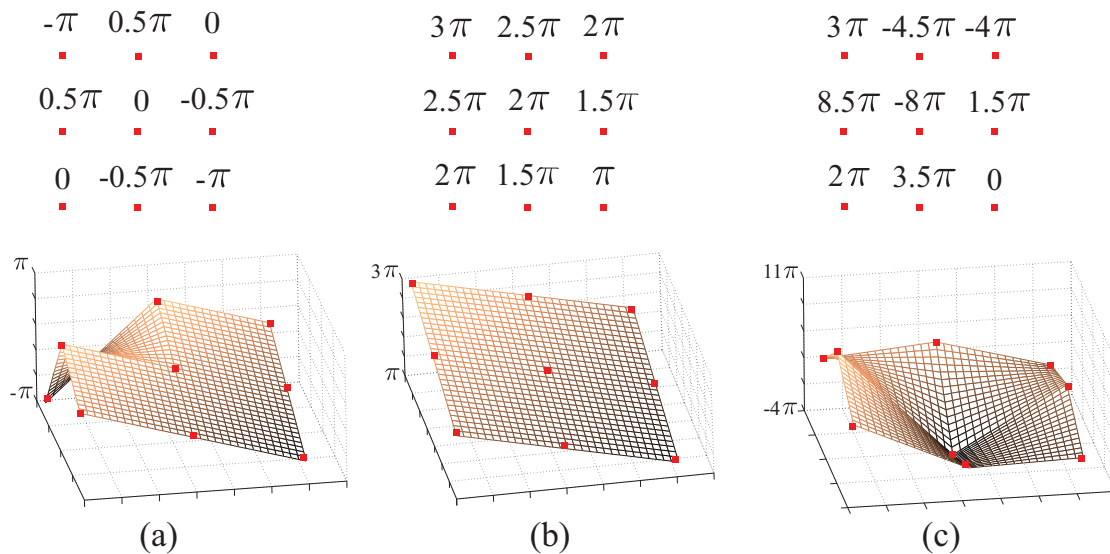 -π 0.5π 0
0.5π 0 -0.5π
0 -0.5π -π
3π 2.5π 2π
2.5π 2π 1.5π
2π 1.5π π
3π -4.5π -4π
8.5π -8π 1.5π
2π 3.5π 0
π
-π
3π
π
11π
-4π
(a)
(b)
(c)